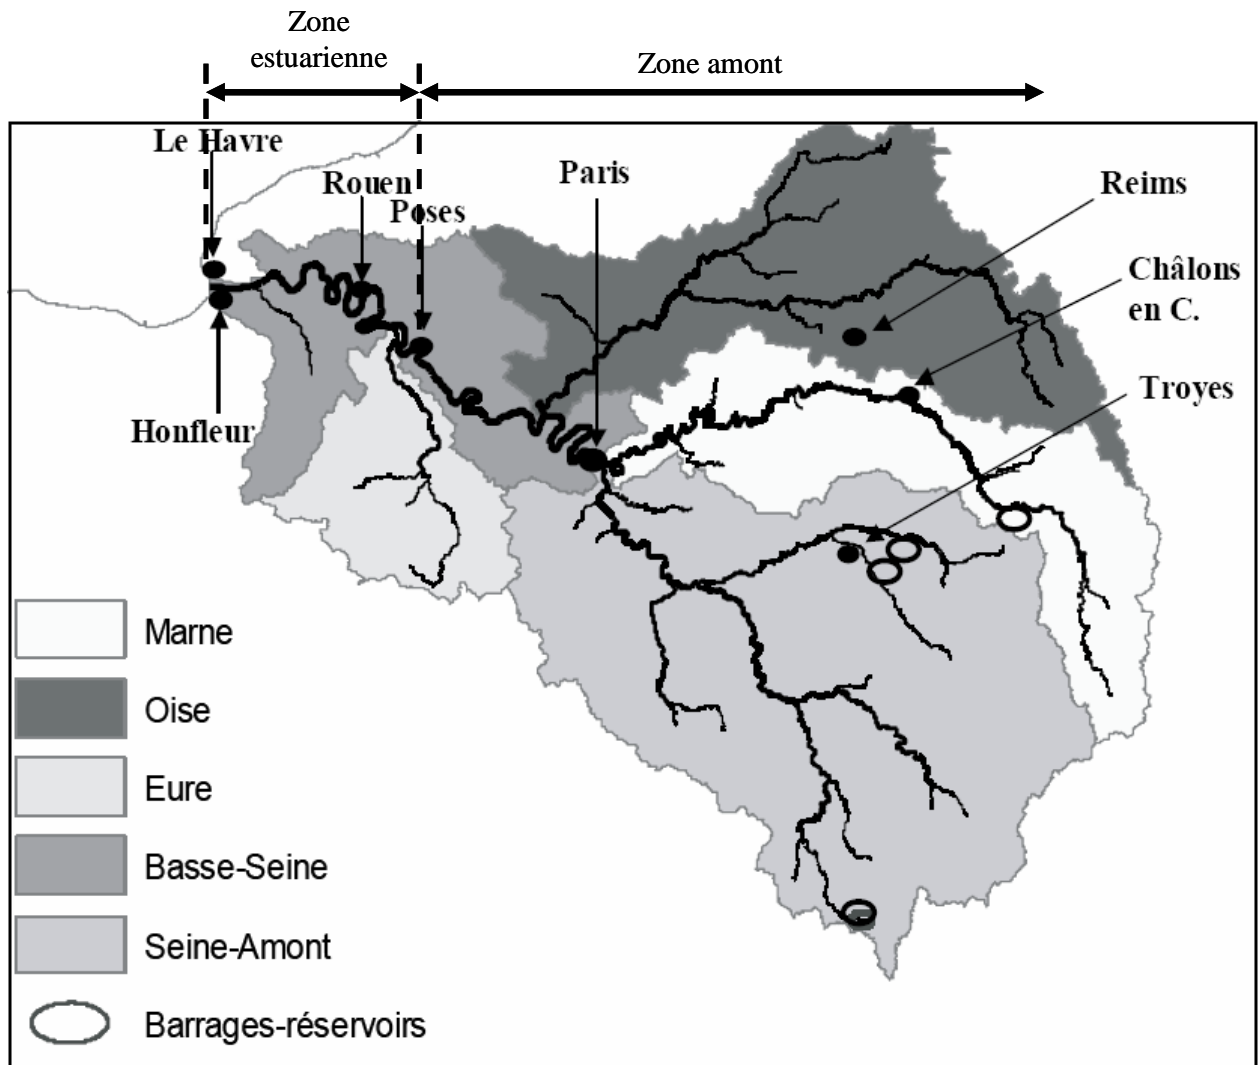 Zone
estuarienne
Zone amont
Le Havre
Rouen
Poses
Paris
Reims
Châlons
en C.
Troyes
Honfleur
Marne
Oise
Eure
Basse-Seine
Seine-Amont
Barrages-réservoirs